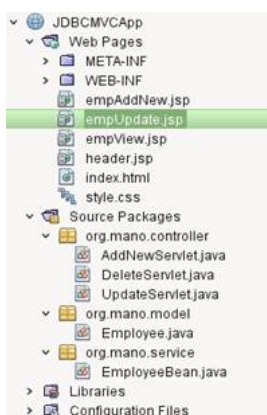 JDBCMVCApp
Web Pages
META-INF
WEB-INF
empAddNew.jsp
empUpdate.jsp
empView.jsp
header.jsp
index.html
style.css
Source Packages
org.mano.controller
AddNewServlet.java
DeleteServlet.java
UpdateServlet.java
org.mano.model
Employee.java
org.mano.service
EmployeeBean.java
Libraries
Configuration Files